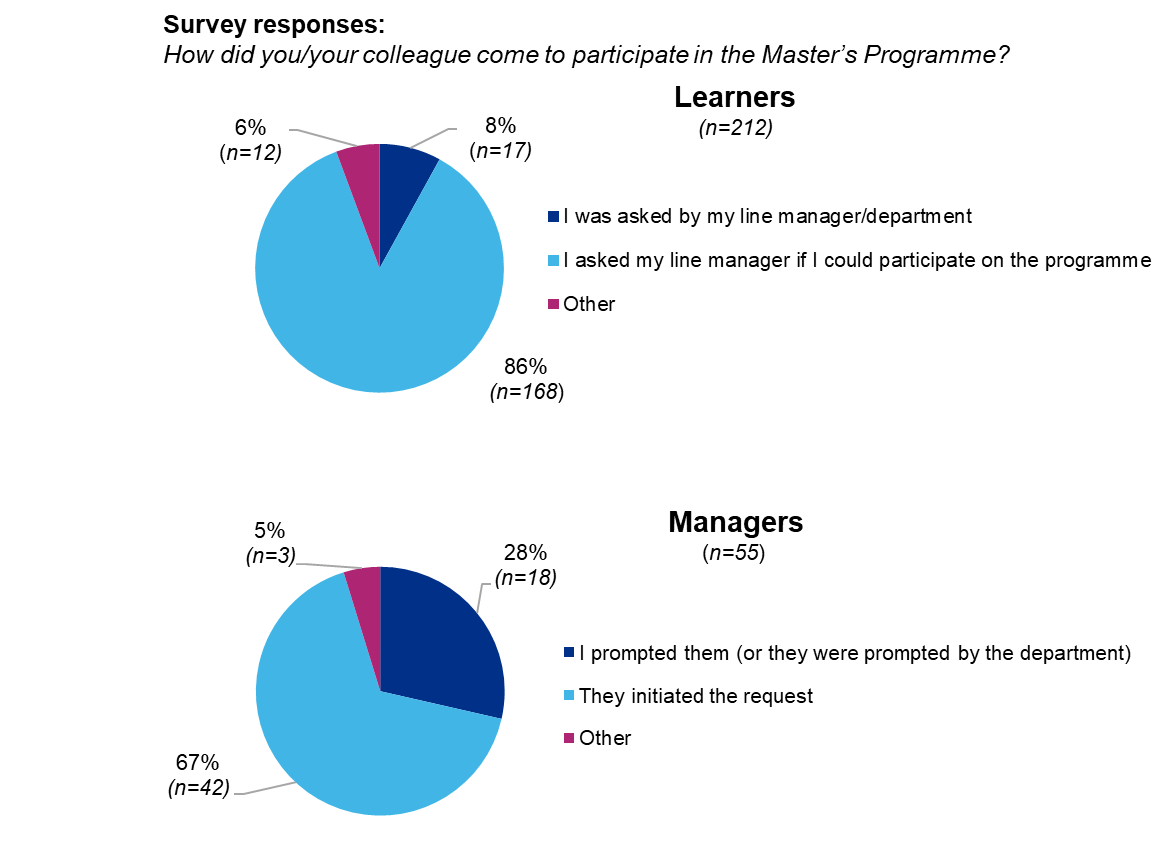 Survey responses:
How did you/your colleague come to participate in the Master's Programme?
Learners
(n=212)
6%
(n=12)
8%
(n=17)
I was asked by my line manager/department
I asked my line manager if I could participate on the programme
Other
86%
(n=168)
Managers
(n=55)
5%
(n=3)
28%
(n=18)
I prompted them (or they were prompted by the department)
They initiated the request
Other
67%
(n=42)